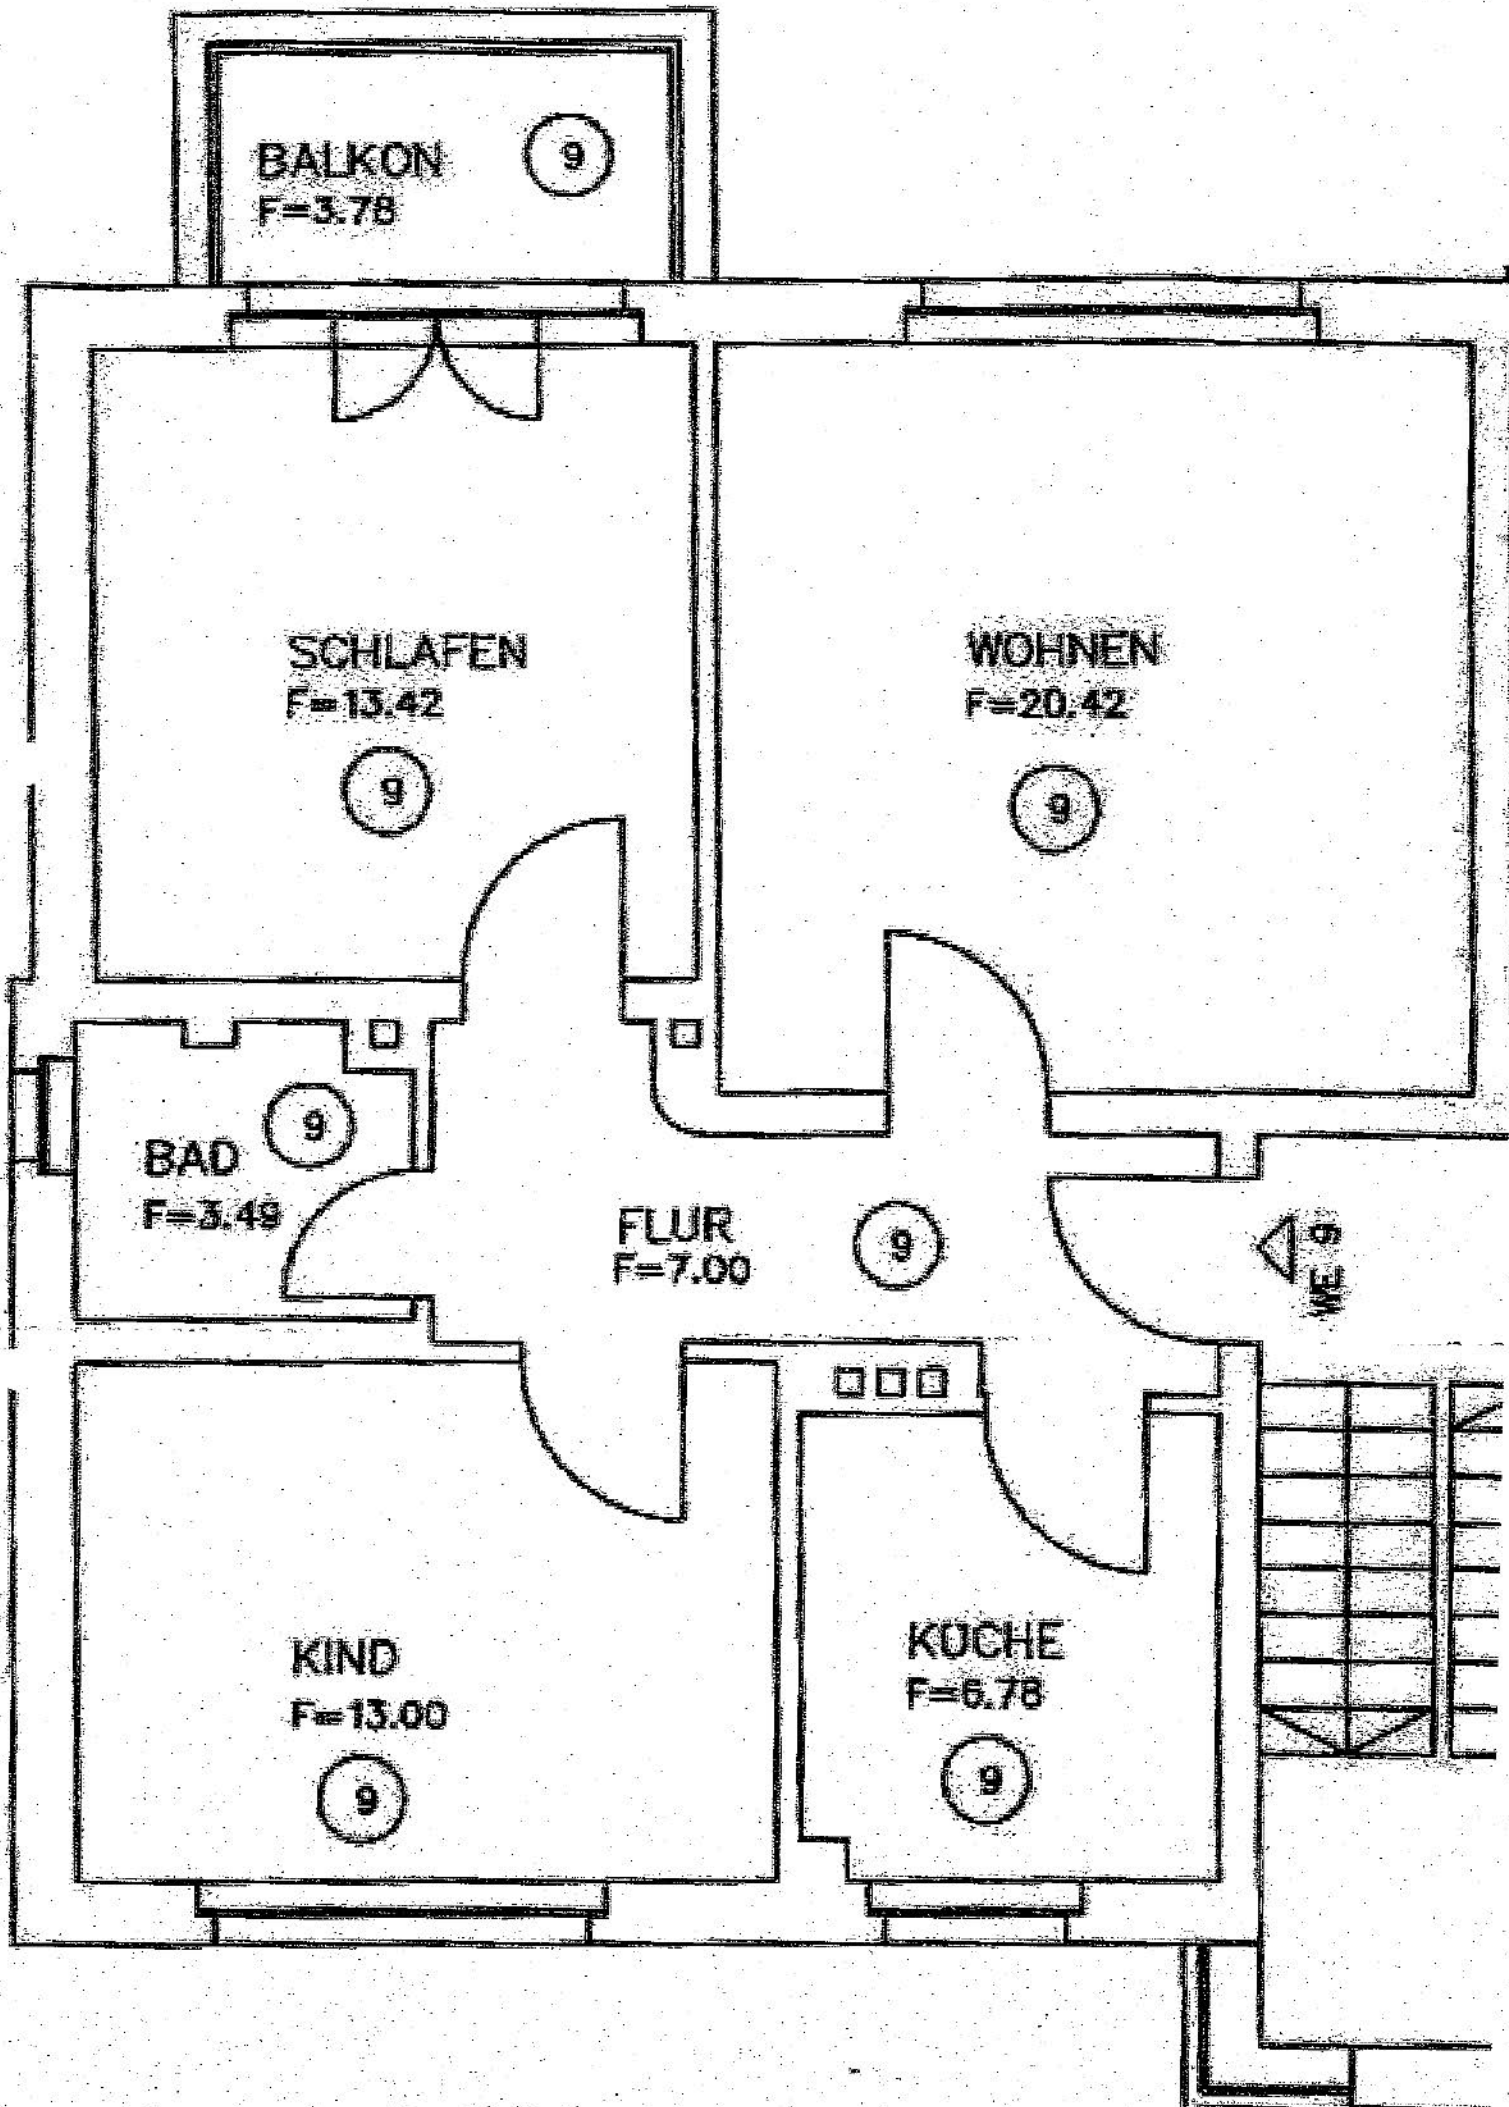 BALKON
9
F=3.78
SCHLAFEN
F=13.42
9
WOHNEN
F=20.42
9
BAD
9
F=3.49
FLUR
F=7.00
9
WE 9
KIND
F=13.00
9
KÜCHE
F=6.78
9